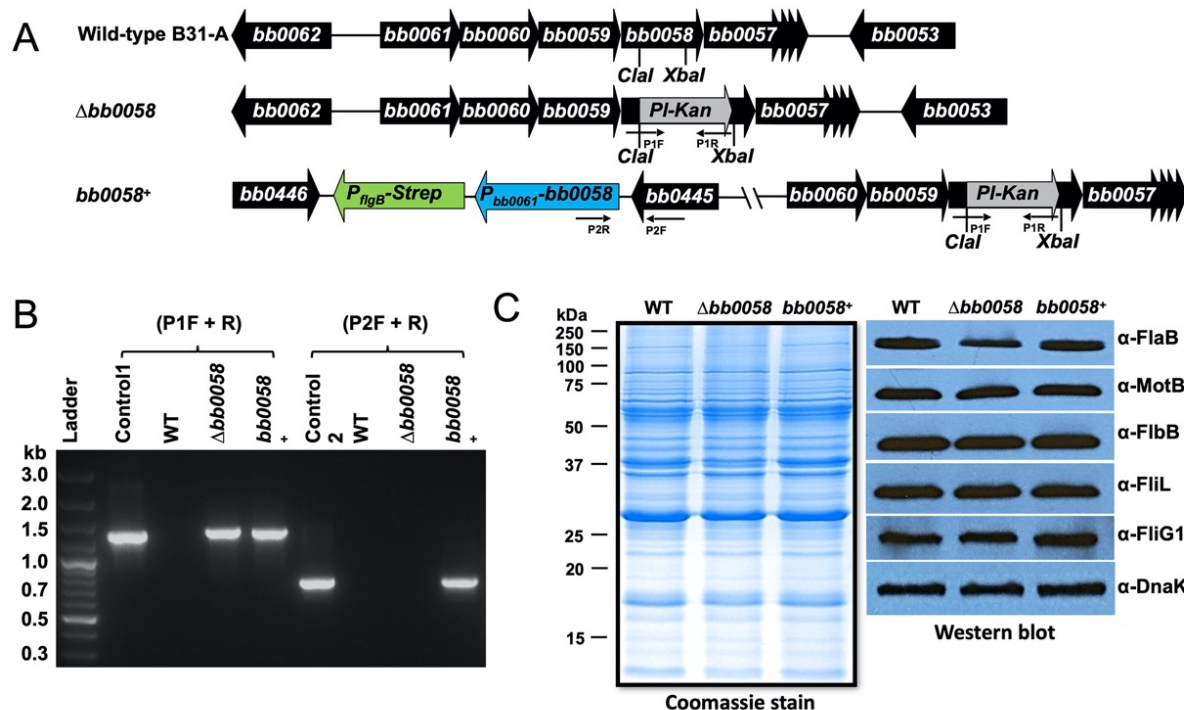 A
Wild-type B31-A
bb0062 bb0061 bb0060 bb0059 bb0058 bb0057 bb0053
ClaI XbaI
Δbb0058
bb0062 bb0061 bb0060 bb0059 Pl-Kan bb0057 bb0053
P1F P1R
ClaI XbaI
bb0058+
bb0446 PflgB-Strep Pbb0061-bb0058 bb0445 bb0060 bb0059 Pl-Kan bb0057
P2R P2F P1F P1R
ClaI XbaI
B
(P1F + R) (P2F + R)
Ladder
Control1
WT
Δbb0058
bb0058
+
Control
2
WT
Δbb0058
bb0058
+
kb
3.0
2.0
1.5
1.0
0.7
0.5
0.3
C
kDa WT Δbb0058 bb0058+
250
150
100
75
50
37
25
20
15
Coomassie stain
WT Δbb0058 bb0058+
α-FlaB
α-MotB
α-FlbB
α-FliL
α-FliG1
α-DnaK
Western blot